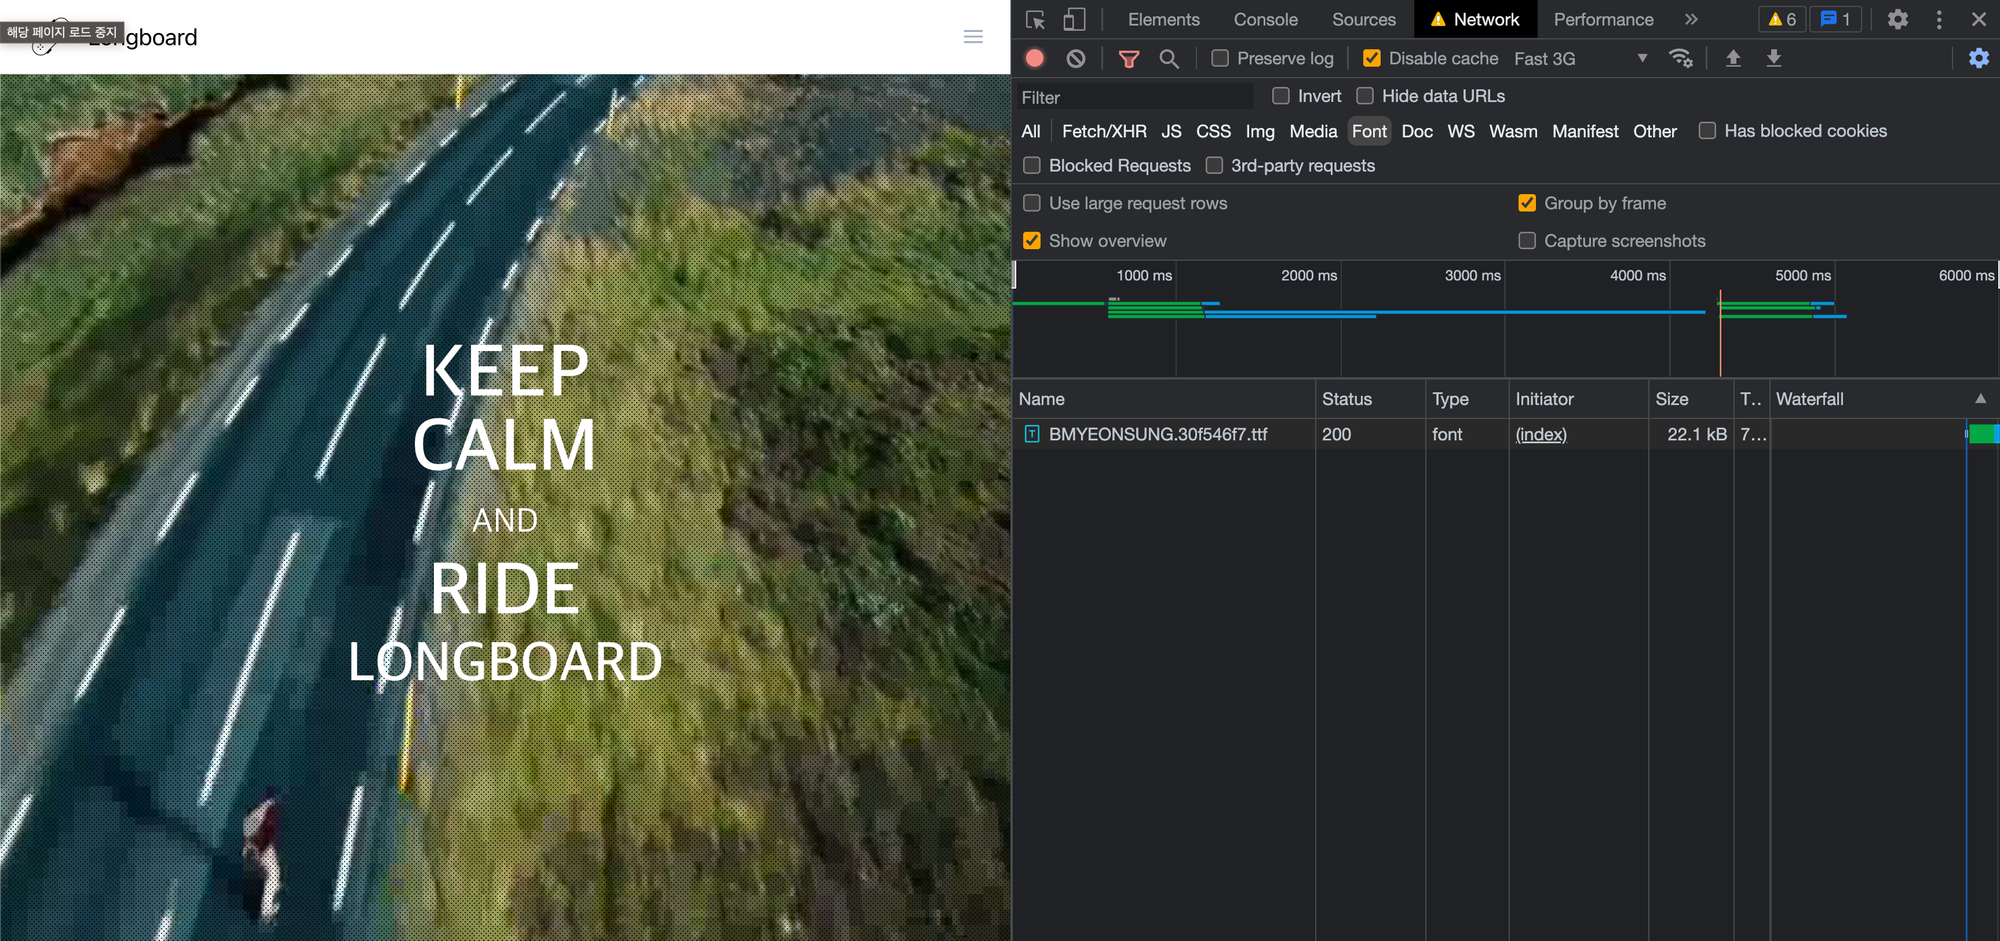 해당 페이지 로드 중지
Longboard
KEEP
CALM
AND
RIDE
LONGBOARD
Elements Console Sources Network Performance 6 1
Preserve log Disable cache Fast 3G
Filter Invert Hide data URLs
All Fetch/XHR JS CSS Img Media Font Doc WS Wasm Manifest Other Has blocked cookies
Blocked Requests 3rd-party requests
Use large request rows Group by frame
Show overview Capture screenshots
1000 ms 2000 ms 3000 ms 4000 ms 5000 ms 6000 ms
Name Status Type Initiator Size T.. Waterfall
BMYEONSUNG.30f546f7.ttf 200 font (index) 22.1 kB 7...